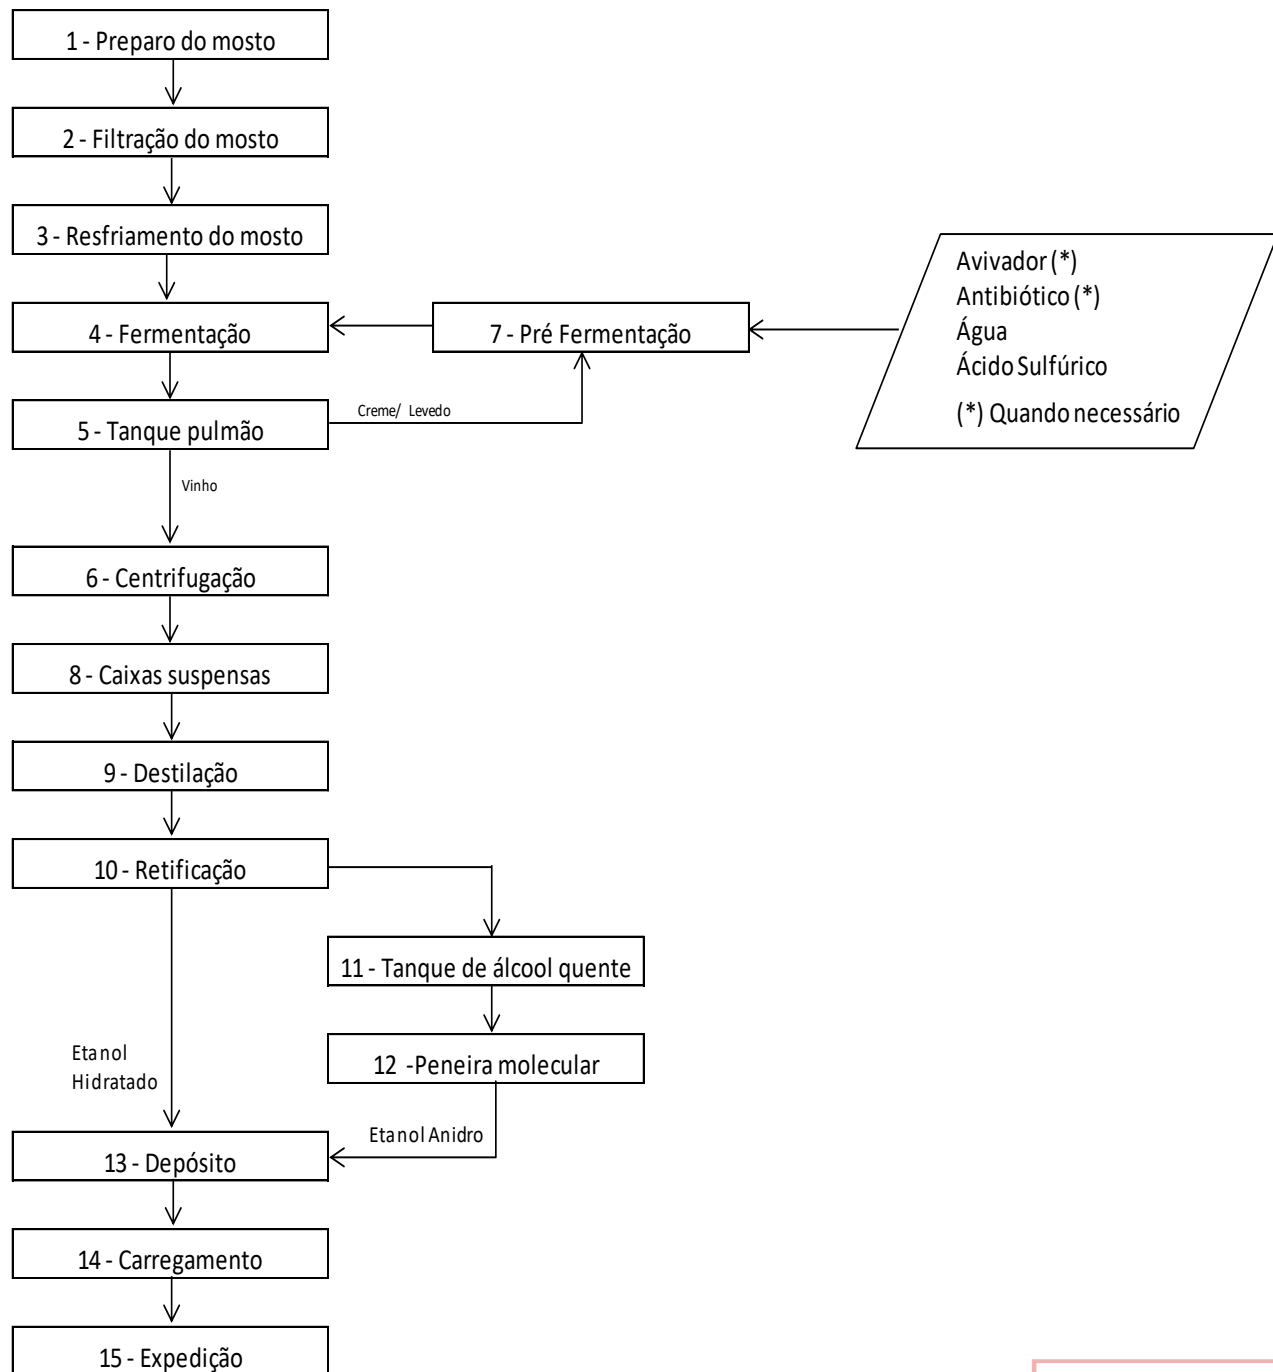 1 - Preparo do mosto
2 - Filtração do mosto
3 - Resfriamento do mosto
Avivador (*)
Antibiótico (*)
Água
Ácido Sulfúrico
(*) Quando necessário
4 - Fermentação
7 - Pré Fermentação
Creme/ Levedo
5 - Tanque pulmão
Vinho
6 - Centrifugação
8 - Caixas suspensas
9 - Destilação
10 - Retificação
11 - Tanque de álcool quente
12 -Peneira molecular
Etanol
Hidratado
Etanol Anidro
13 - Depósito
14 - Carregamento
15 - Expedição